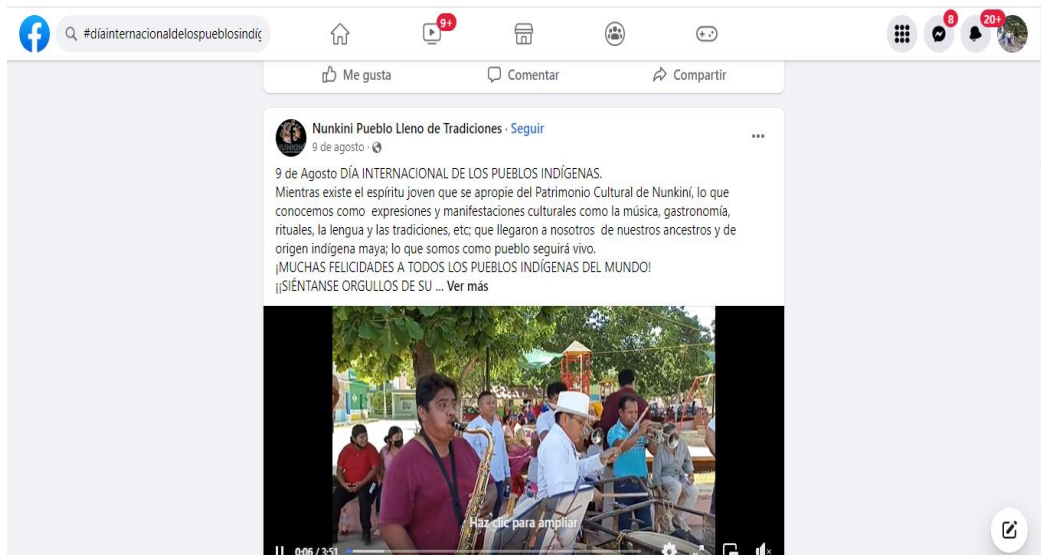 #díainternacionaldelospueblosindíg
9+
8
20+
Me gusta
Comentar
Compartir
Nunkini Pueblo Lleno de Tradiciones · Seguir
9 de agosto ·
9 de Agosto DÍA INTERNACIONAL DE LOS PUEBLOS INDÍGENAS.
Mientras existe el espíritu joven que se apropie del Patrimonio Cultural de Nunkiní, lo que
conocemos como expresiones y manifestaciones culturales como la música, gastronomía,
rituales, la lengua y las tradiciones, etc; que llegaron a nosotros de nuestros ancestros y de
origen indígena maya; lo que somos como pueblo seguirá vivo.
¡MUCHAS FELICIDADES A TODOS LOS PUEBLOS INDÍGENAS DEL MUNDO!
¡¡SIÉNTANSE ORGULLOS DE SU ... Ver más
Haz clic para ampliar
0:06 / 3:51